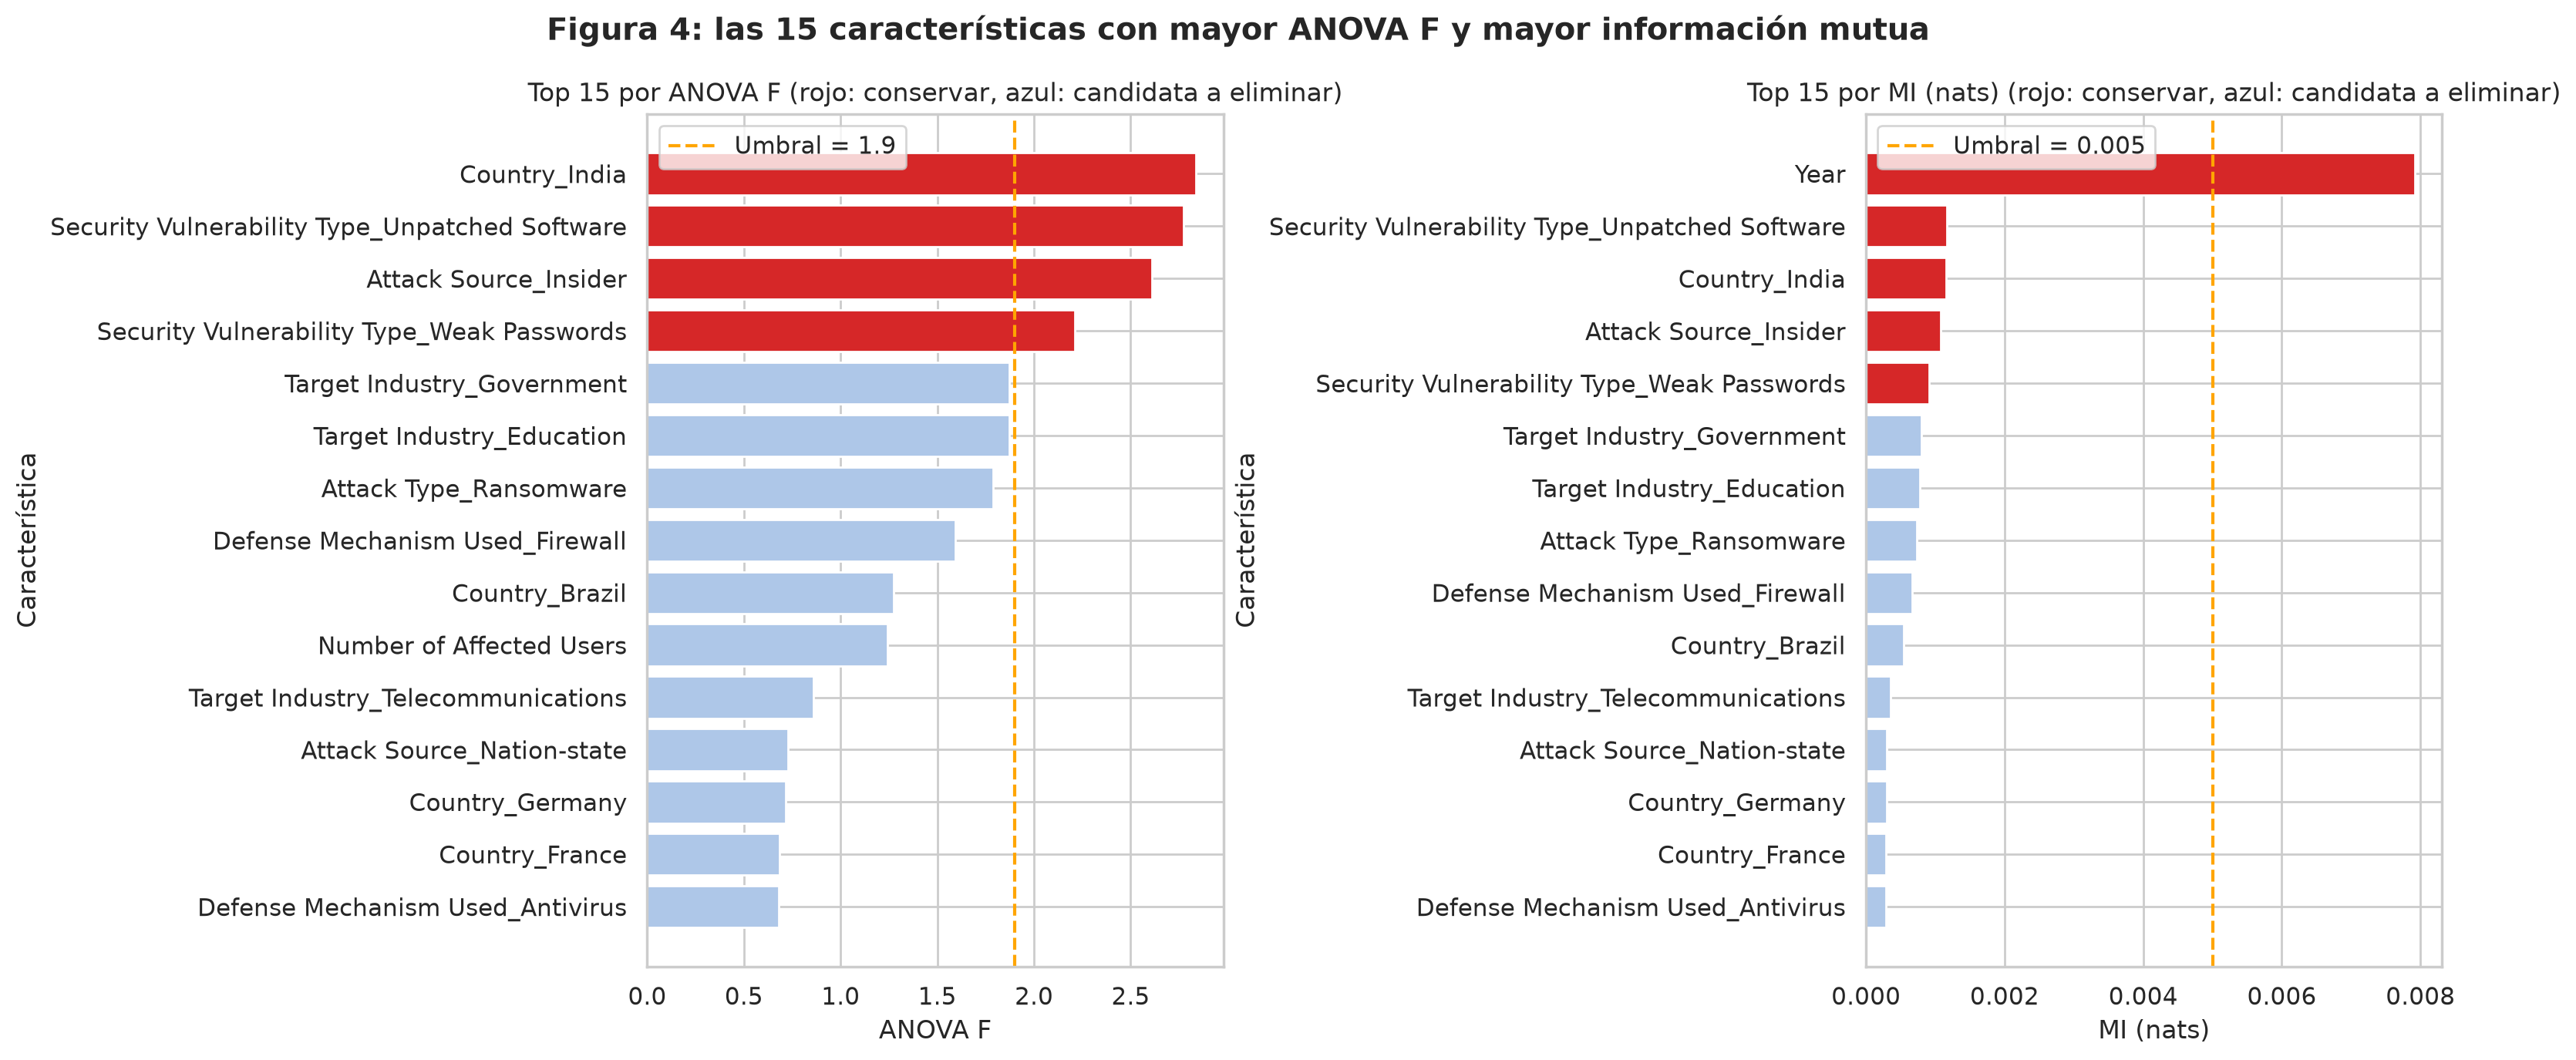 Figura 4: las 15 características con mayor ANOVA F y mayor información mutua
Top 15 por ANOVA F (rojo: conservar, azul: candidata a eliminar)
Umbral = 1.9
Característica
Country_India
Security Vulnerability Type_Unpatched Software
Attack Source_Insider
Security Vulnerability Type_Weak Passwords
Target Industry_Government
Target Industry_Education
Attack Type_Ransomware
Defense Mechanism Used_Firewall
Country_Brazil
Number of Affected Users
Target Industry_Telecommunications
Attack Source_Nation-state
Country_Germany
Country_France
Defense Mechanism Used_Antivirus
0.0 0.5 1.0 1.5 2.0 2.5
ANOVA F
Top 15 por MI (nats) (rojo: conservar, azul: candidata a eliminar)
Umbral = 0.005
Característica
Year
Security Vulnerability Type_Unpatched Software
Country_India
Attack Source_Insider
Security Vulnerability Type_Weak Passwords
Target Industry_Government
Target Industry_Education
Attack Type_Ransomware
Defense Mechanism Used_Firewall
Country_Brazil
Target Industry_Telecommunications
Attack Source_Nation-state
Country_Germany
Country_France
Defense Mechanism Used_Antivirus
0.000 0.002 0.004 0.006 0.008
MI (nats)